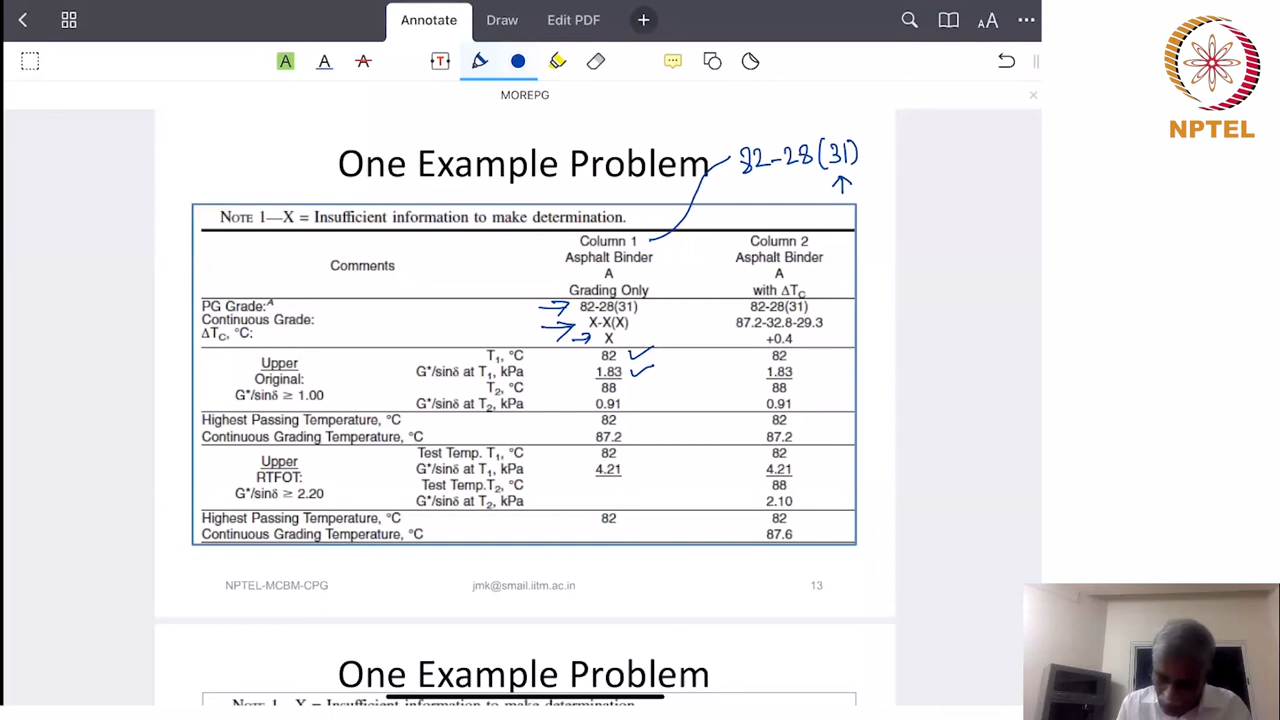 Annotate Draw Edit PDF
MOREPG
NPTEL
One Example Problem 82-28(31)
NOTE 1—X = Insufficient information to make determination.
Comments
Column 1 Column 2
Asphalt Binder Asphalt Binder
A A
Grading Only with ΔTC
PG Grade:A 82-28(31) 82-28(31)
Continuous Grade: X-X(X) 87.2-32.8-29.3
ΔTC, °C: X +0.4
Upper
Original:
G*/sinδ ≥ 1.00
T1, °C 82 82
G*/sinδ at T1, kPa 1.83 1.83
T2, °C 88 88
G*/sinδ at T2, kPa 0.91 0.91
Highest Passing Temperature, °C 82 82
Continuous Grading Temperature, °C 87.2 87.2
Upper
RTFOT:
G*/sinδ ≥ 2.20
Test Temp. T1, °C 82 82
G*/sinδ at T1, kPa 4.21 4.21
Test Temp.T2, °C 88
G*/sinδ at T2, kPa 2.10
Highest Passing Temperature, °C 82 82
Continuous Grading Temperature, °C 87.6
NPTEL-MCBM-CPG jmk@smail.iitm.ac.in 13
One Example Problem
NOTE 1—X = Insufficient information to make determination.